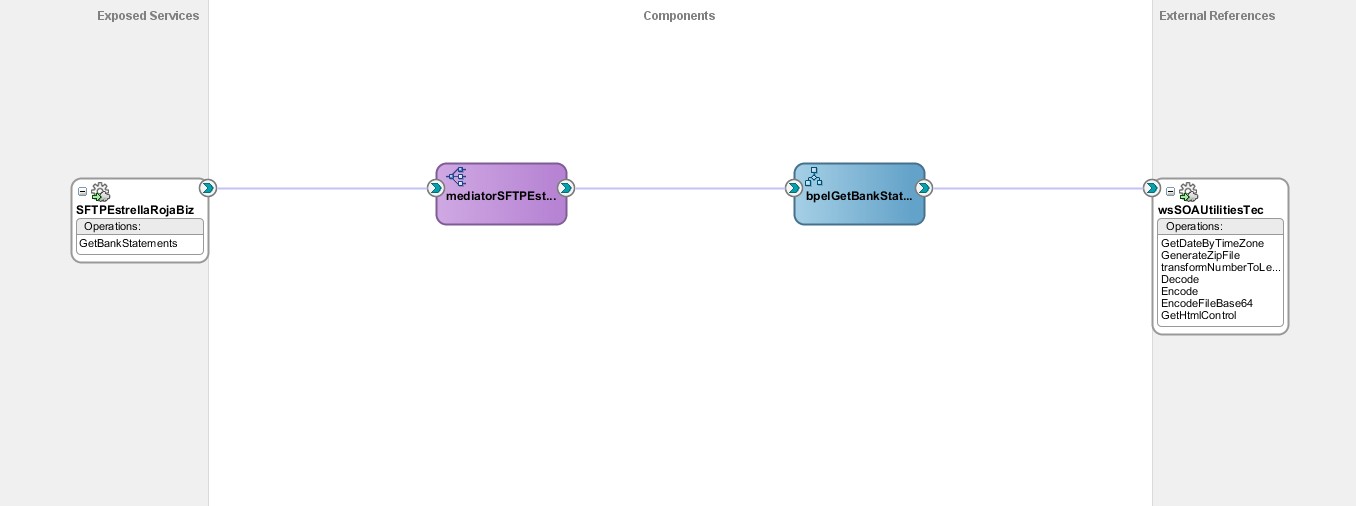 Exposed Services
Components
External References
SFTPEstrellaRojaBiz
Operations:
GetBankStatements
mediatorSFTPEst...
bpelGetBankStat...
wsSOAUtilitiesTec
Operations:
GetDateByTimeZone
GenerateZipFile
transformNumberToLe...
Decode
Encode
EncodeFileBase64
GetHtmlControl